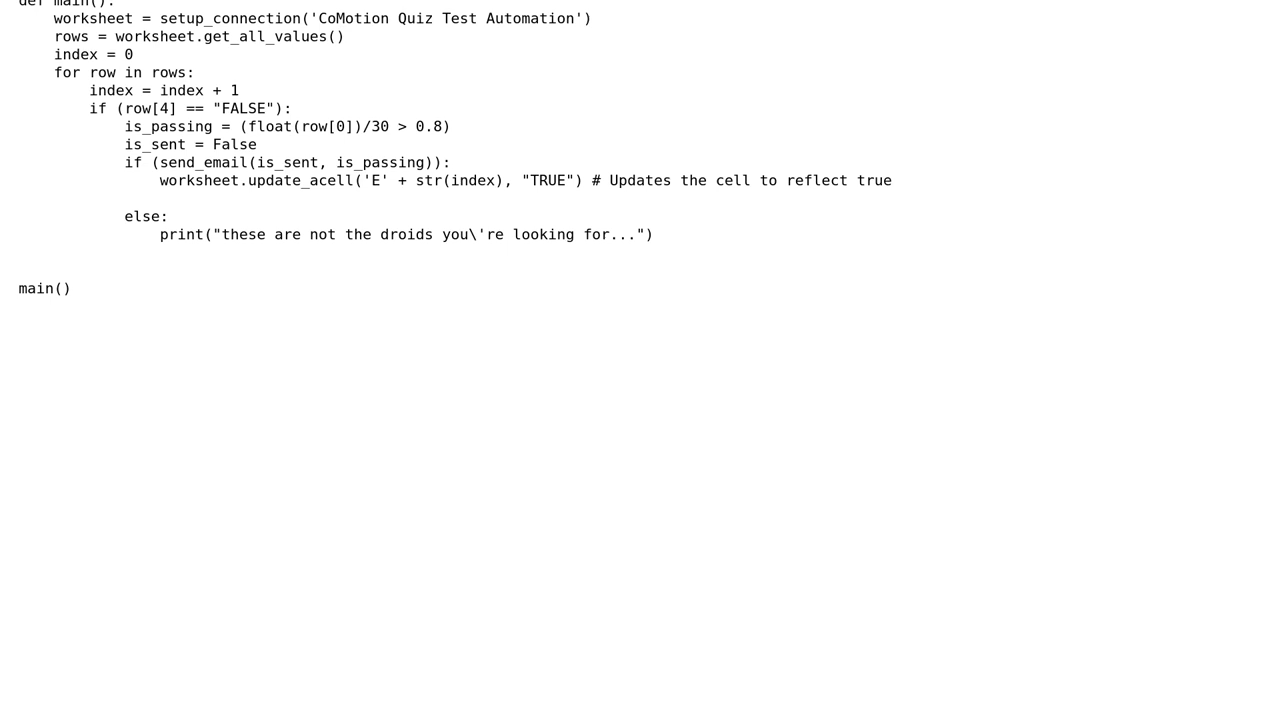 def main():
    worksheet = setup_connection('CoMotion Quiz Test Automation')
    rows = worksheet.get_all_values()
    index = 0
    for row in rows:
        index = index + 1
        if (row[4] == "FALSE"):
            is_passing = (float(row[0])/30 > 0.8)
            is_sent = False
            if (send_email(is_sent, is_passing)):
                worksheet.update_acell('E' + str(index), "TRUE") # Updates the cell to reflect true
            else:
                print("these are not the droids you\'re looking for...")
main()